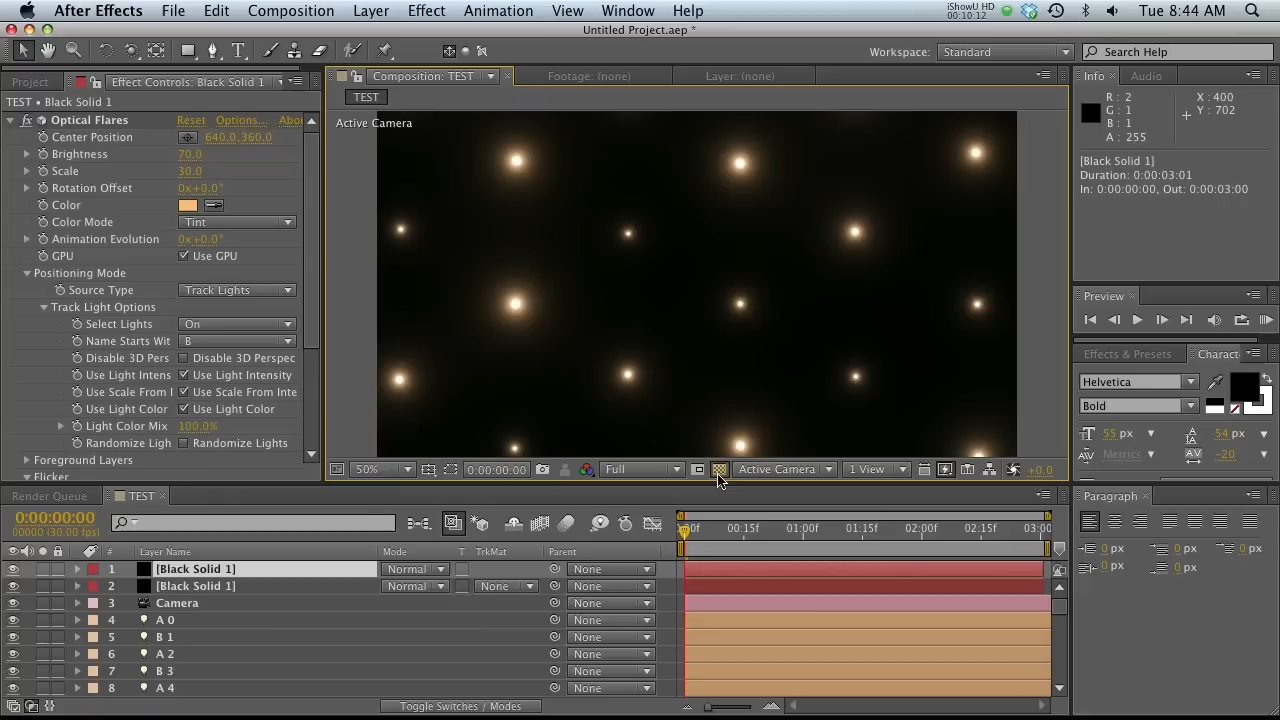 After Effects File Edit Composition Layer Effect Animation View Window Help iShowU HD 00:10:12 Tue 8:44 AM
Untitled Project.aep *
Workspace: Standard Search Help
Project Effect Controls: Black Solid 1 Composition: TEST Footage: (none) Layer: (none) Info Audio
TEST • Black Solid 1 TEST
Optical Flares Reset Options... Abou
Active Camera
Center Position 640.0,360.0
Brightness 70.0
Scale 30.0
Rotation Offset 0x+0.0°
Color
Color Mode Tint
Animation Evolution 0x+0.0°
GPU Use GPU
Positioning Mode
Source Type Track Lights
Track Light Options
Select Lights On
Name Starts Wit B
Disable 3D Pers Disable 3D Perspec
Use Light Intens Use Light Intensity
Use Scale From I Use Scale From Inte
Use Light Color Use Light Color
Light Color Mix 100.0%
Randomize Ligh Randomize Lights
Foreground Layers
Flicker
R : 2 X : 400
G : 1 Y : 702
B : 1
A : 255
[Black Solid 1]
Duration: 0:00:03:01
In: 0:00:00:00, Out: 0:00:03:00
Preview
Effects & Presets Charact
Helvetica
Bold
55 px 54 px
Metrics -20
50% 0:00:00:00 Full Active Camera 1 View +0.0
Render Queue TEST Paragraph
0:00:00:00
00000 (30.00 fps)
:00f 00:15f 01:00f 01:15f 02:00f 02:15f 03:00
# Layer Name Mode T TrkMat Parent
1 [Black Solid 1] Normal None
2 [Black Solid 1] Normal None None
3 Camera None
4 A 0 None
5 B 1 None
6 A 2 None
7 B 3 None
8 A 4 None
0 px 0 px 0 px
0 px 0 px
Toggle Switches / Modes